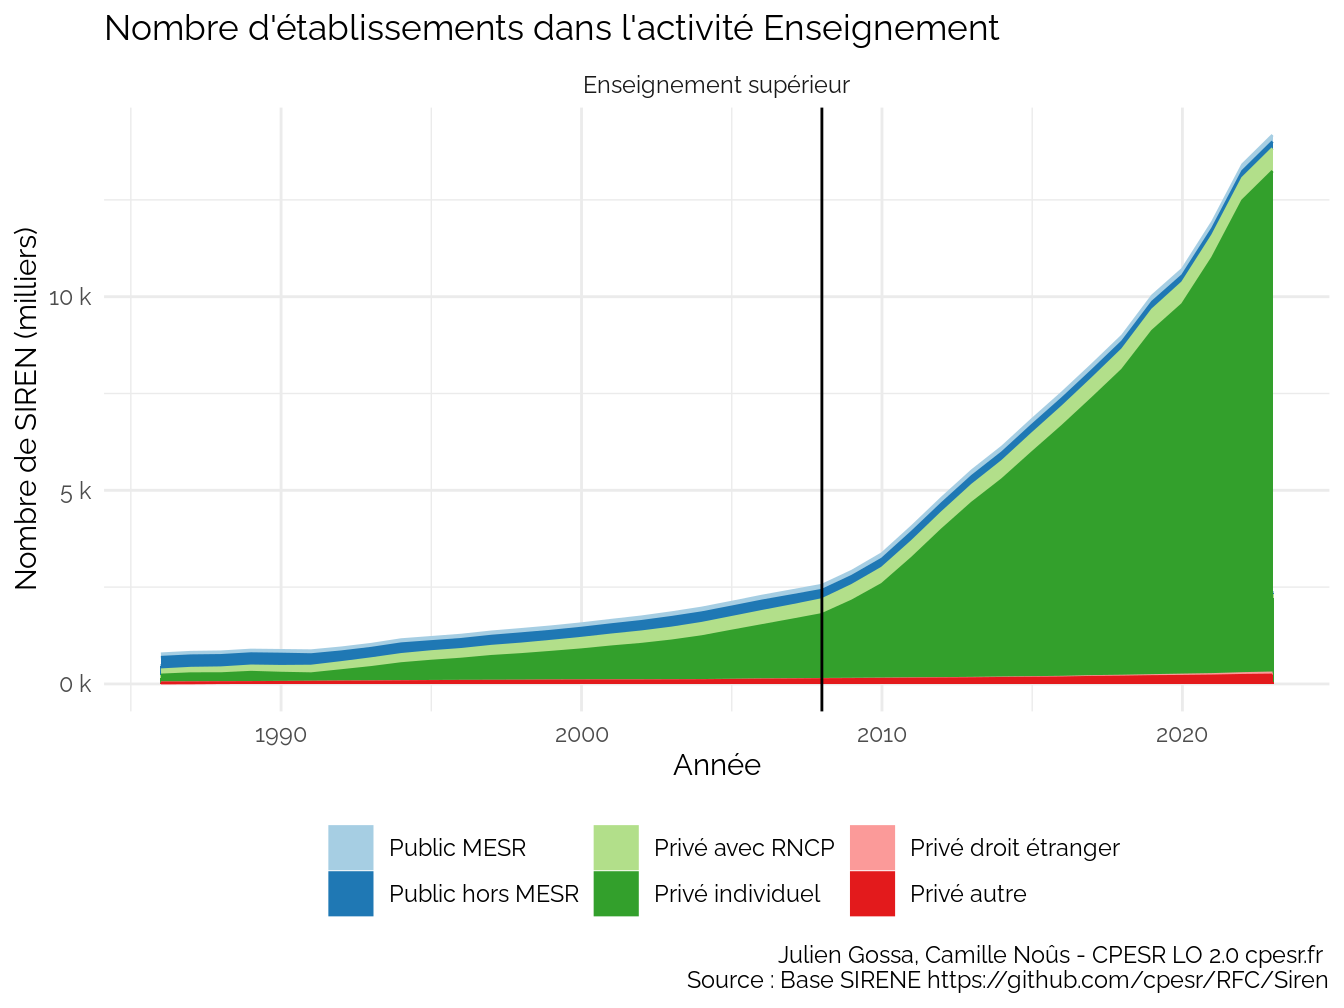 Nombre d'établissements dans l'activité Enseignement
Enseignement supérieur
Nombre de SIREN (milliers)
10 k
5 k
0 k
1990 2000 2010 2020
Année
Public MESR Privé avec RNCP Privé droit étranger
Public hors MESR Privé individuel Privé autre
Julien Gossa, Camille Noûs - CPESR LO 2.0 cpesr.fr
Source : Base SIRENE https://github.com/cpesr/RFC/Siren